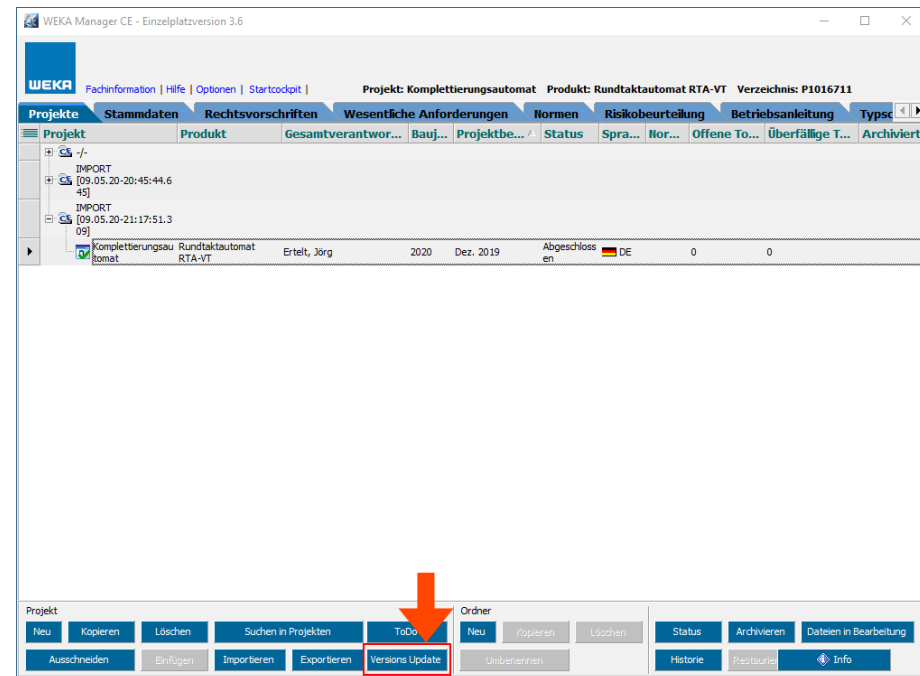 WEKA Manager CE - Einzelplatzversion 3.6
WEKA
Fachinformation | Hilfe | Optionen | Startcockpit |
Projekt: Komplettierungsautomat Produkt: Rundtaktautomat RTA-VT Verzeichnis: P1016711
Projekte Stammdaten Rechtsvorschriften Wesentliche Anforderungen Normen Risikobeurteilung Betriebsanleitung Typsc
Projekt Produkt Gesamtverantwor... Bauj... Projektbe... Status Spra... Nor... Offene To... Überfällige T... Archiviert
-/-
IMPORT
[09.05.20-20:45:44.6
45]
IMPORT
[09.05.20-21:17:51.3
09]
Komplettierungsau Rundtaktautomat Abgeschloss
Ertelt, Jörg 2020 Dez. 2019 DE 0 0
tomat RTA-VT en
Projekt Ordner
Neu Kopieren Löschen Suchen in Projekten Neu Kopieren Löschen Status Archivieren Dateien in Bearbeitung
Ausschneiden Einfügen Importieren Exportieren Versions Update Umbenennen Historie Restaurier Info